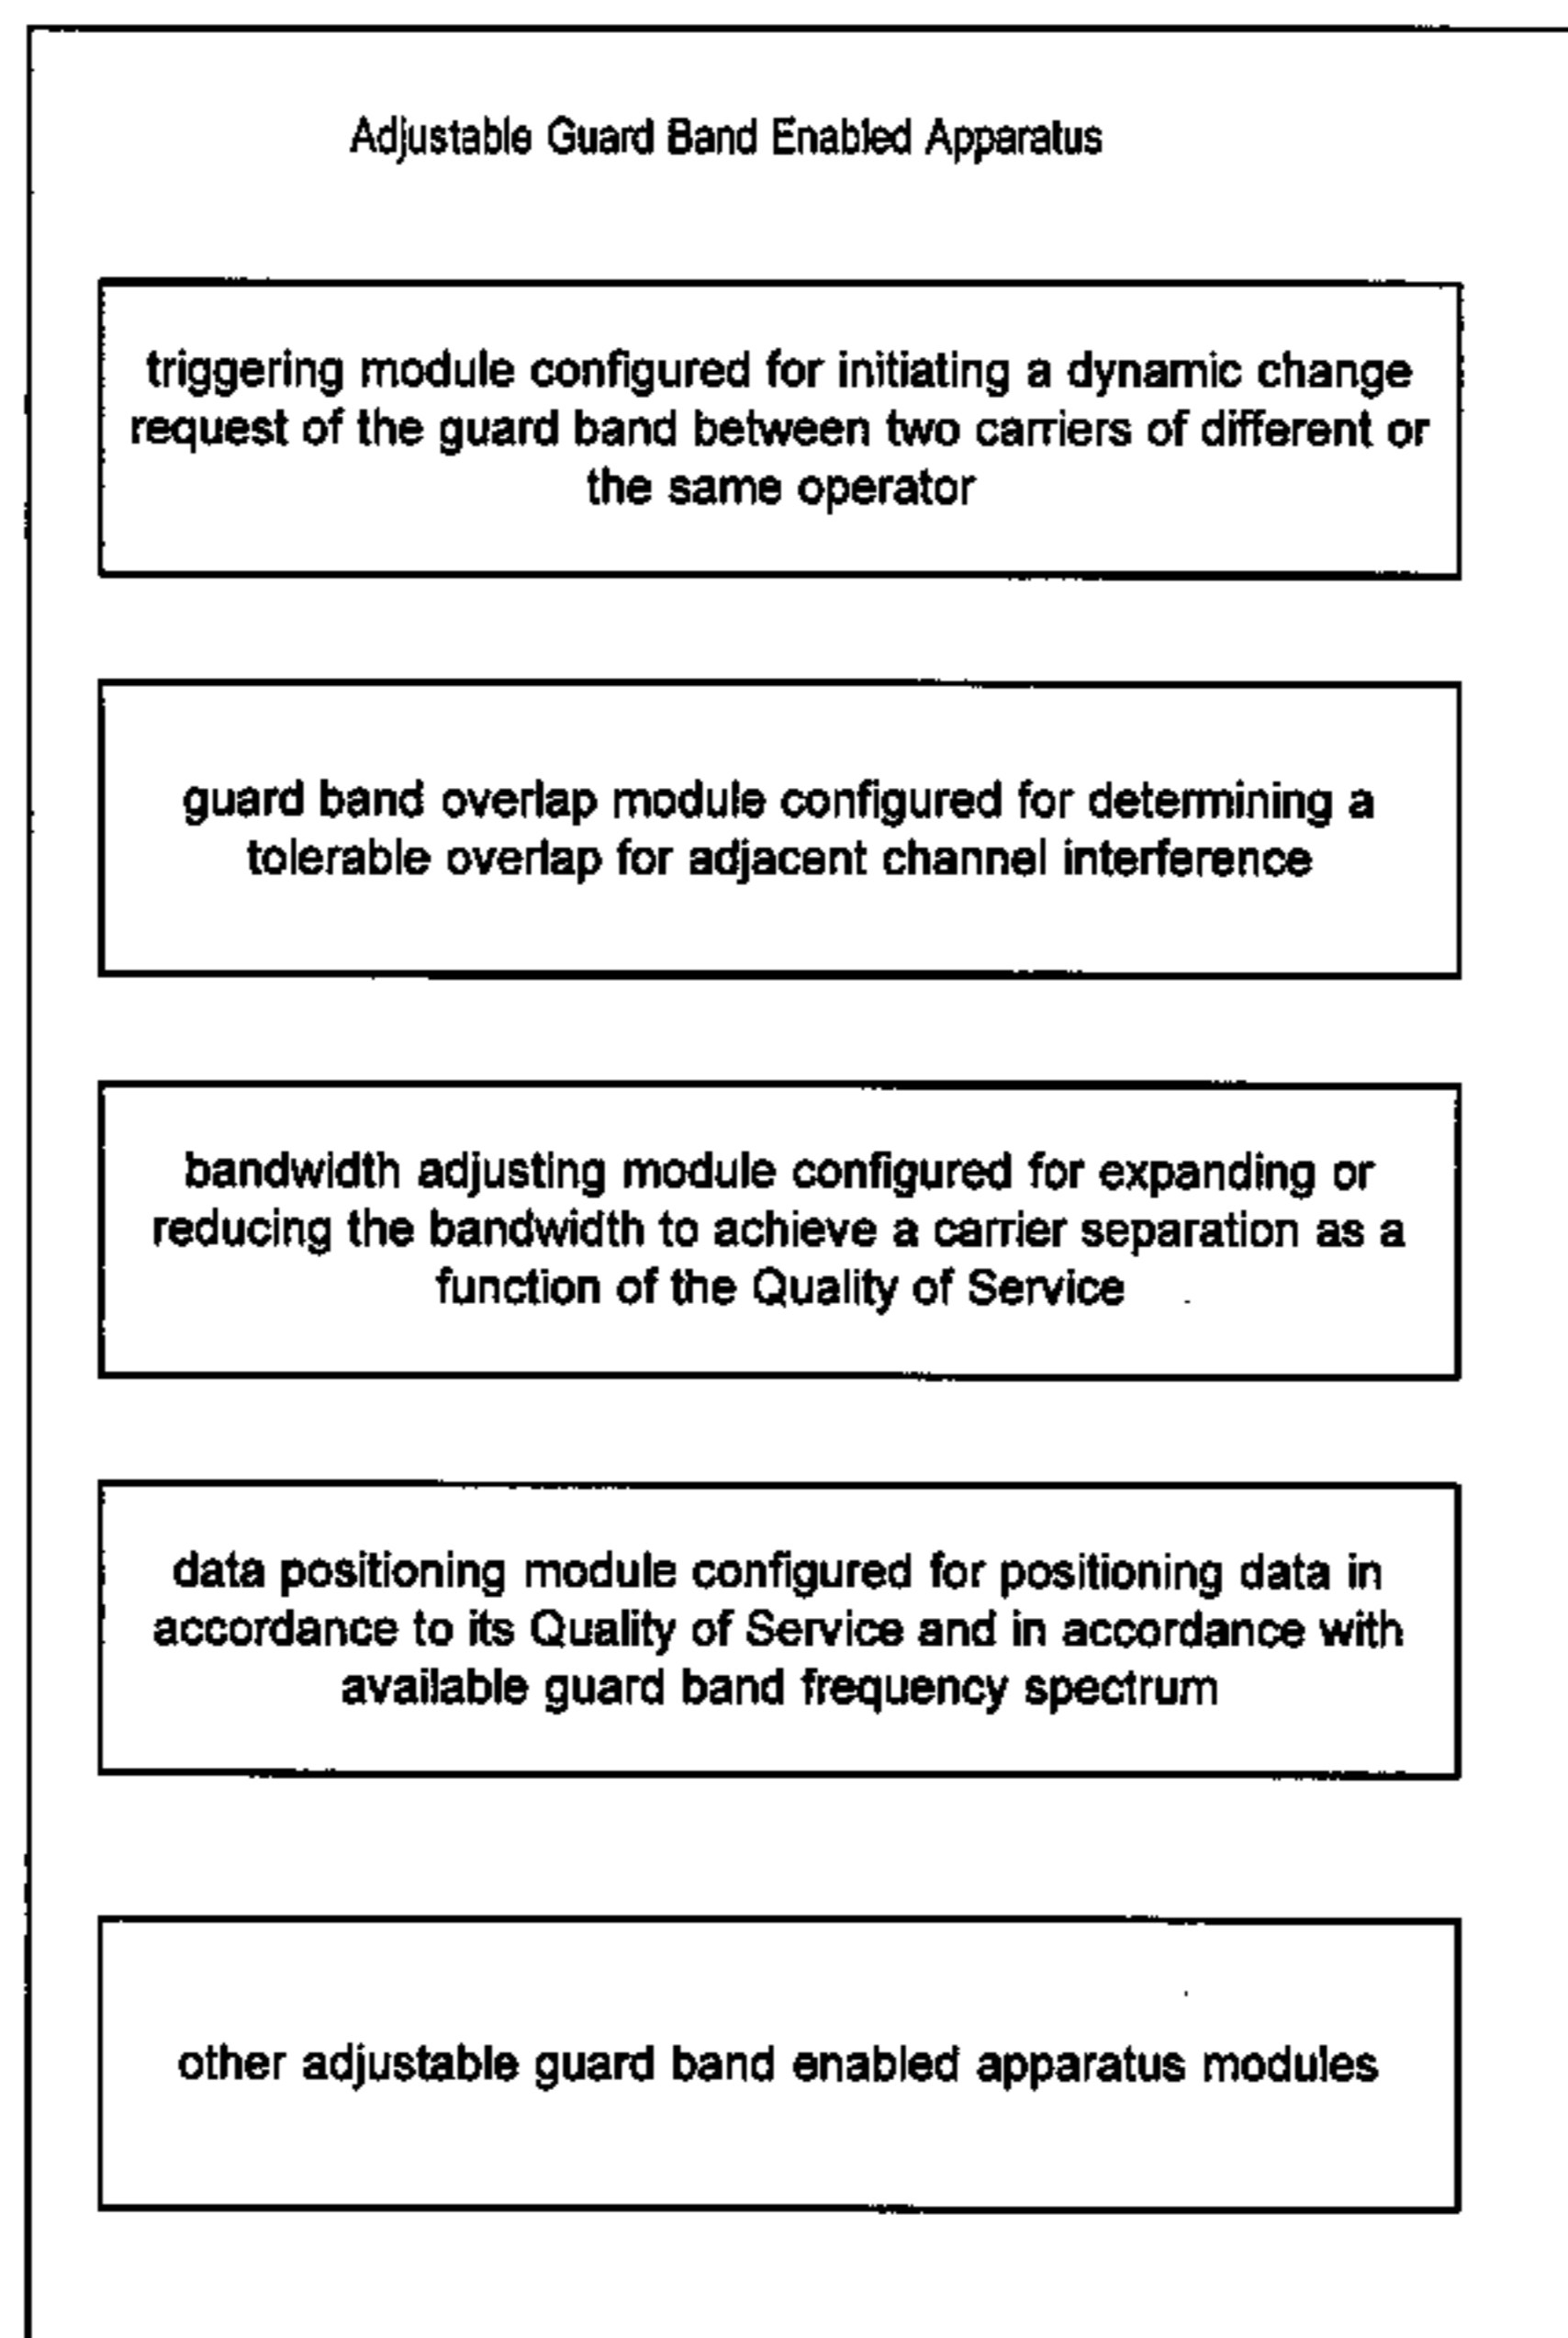 Adjustable Guard Band Enabled Apparatus
triggering module configured for initiating a dynamic change
request of the guard band between two carriers of different or
the same operator
guard band overlap module configured for determining a
tolerable overlap for adjacent channel interference
bandwidth adjusting module configured for expanding or
reducing the bandwidth to achieve a carrier separation as a
function of the Quality of Service
data positioning module configured for positioning data in
accordance to its Quality of Service and in accordance with
available guard band frequency spectrum
other adjustable guard band enabled apparatus modules